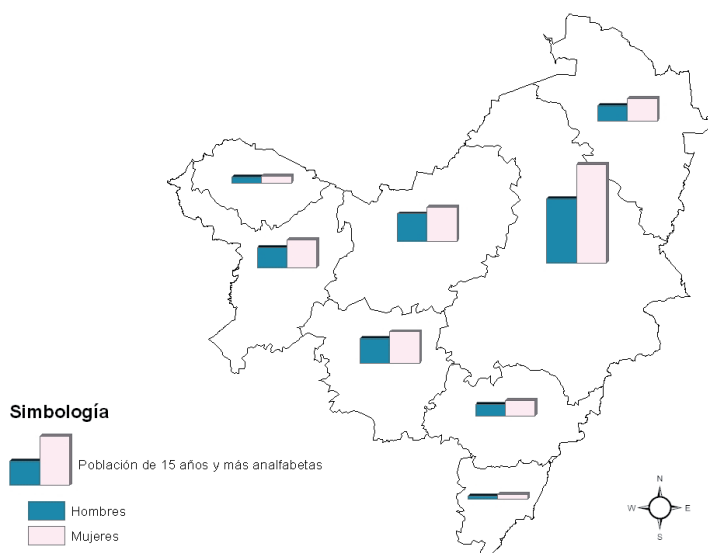 Simbología
Población de 15 años y más analfabetas
Hombres
Mujeres
N
W E
S